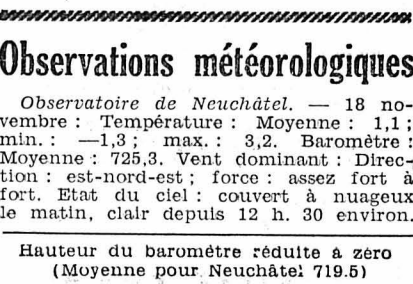 Observations météorologiques
Observatoire de Neuchâtel. — 18 no-
vembre : Température : Moyenne : 1,1 ;
min. : —1,3 ; max. : 3,2. Baromètre :
Moyenne : 725,3. Vent dominant : Direc-
tion : est-nord-est ; force : assez fort à
fort. Etat du ciel : couvert à nuageux
le matin, clair depuis 12 h. 30 environ.
Hauteur du baromètre réduite à zéro
(Moyenne pour Neuchâtel 719.5)